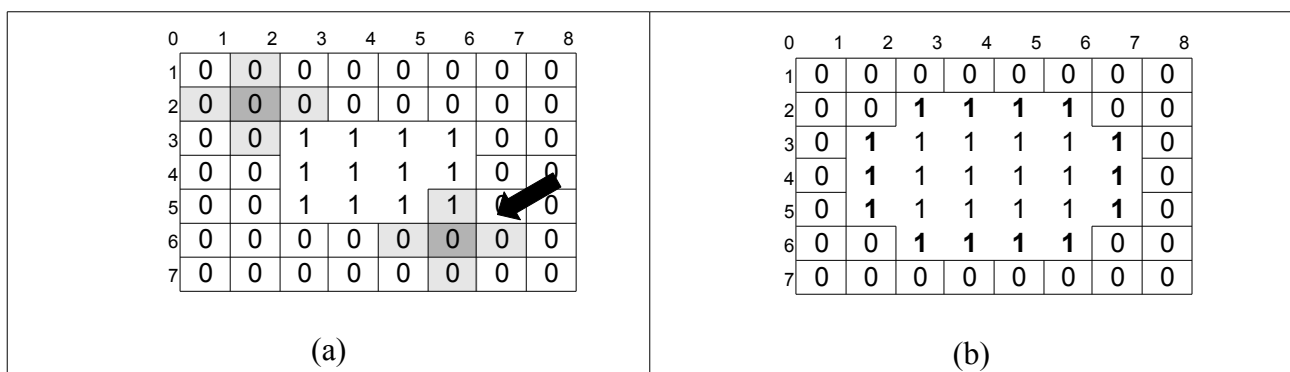 0 1 2 3 4 5 6 7 8
1 0 0 0 0 0 0 0 0
2 0 0 0 0 0 0 0 0
3 0 0 1 1 1 1 0 0
4 0 0 1 1 1 1 0 0
5 0 0 1 1 1 1 0 0
6 0 0 0 0 0 0 0 0
7 0 0 0 0 0 0 0 0
(a)
0 1 2 3 4 5 6 7 8
1 0 0 0 0 0 0 0 0
2 0 0 1 1 1 1 0 0
3 0 1 1 1 1 1 1 0
4 0 1 1 1 1 1 1 0
5 0 1 1 1 1 1 1 0
6 0 0 1 1 1 1 0 0
7 0 0 0 0 0 0 0 0
(b)